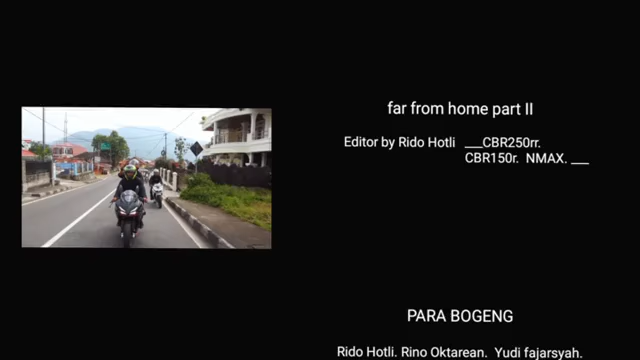 far from home part II
Editor by Rido Hotli ___CBR250rr.
CBR150r. NMAX. ___
PARA BOGENG
Rido Hotli. Rino Oktarean. Yudi fajarsyah.